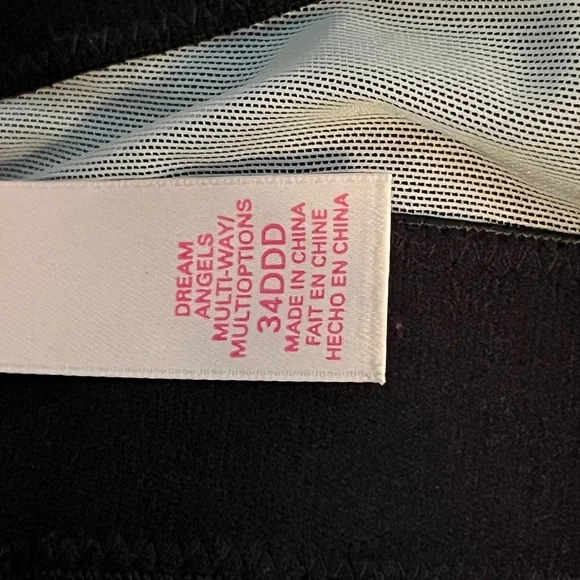 DREAM
ANGELS
MULTI-WAY/
MULTIOPTIONS
34DDD
MADE IN CHINA
FAIT EN CHINE
HECHO EN CHINA